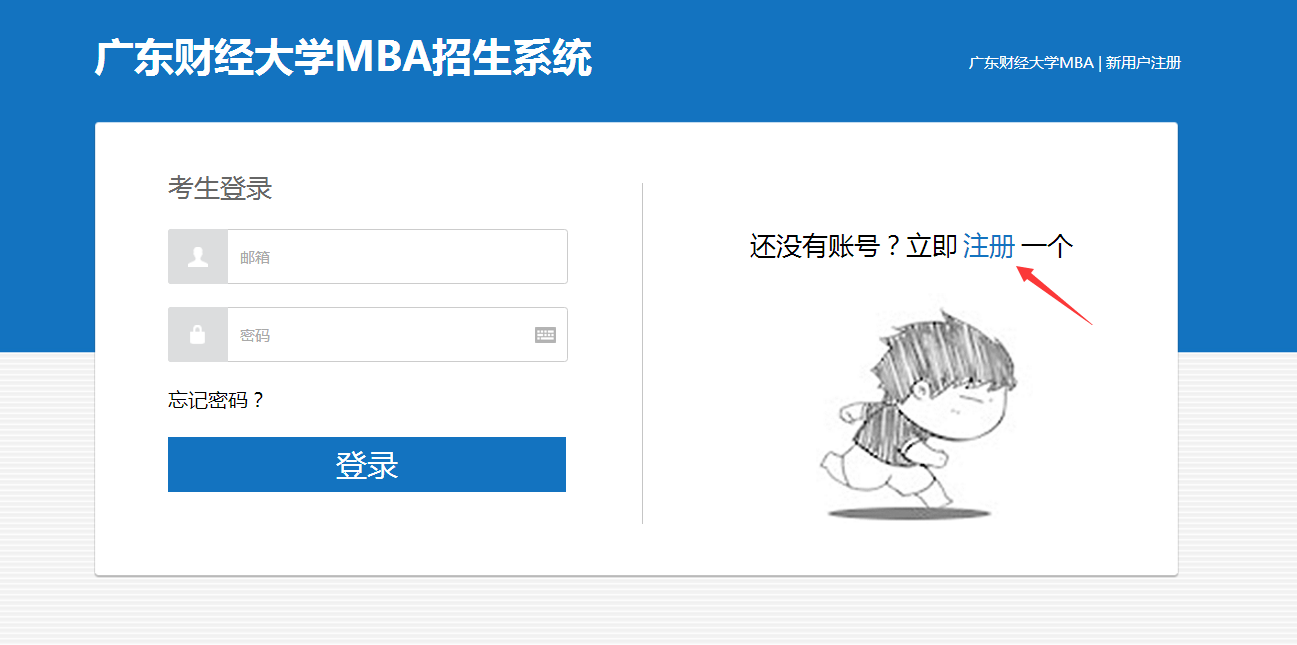 广东财经大学MBA招生系统
广东财经大学MBA | 新用户注册
考生登录
邮箱
密码
忘记密码？
登录
还没有账号？立即 注册 一个